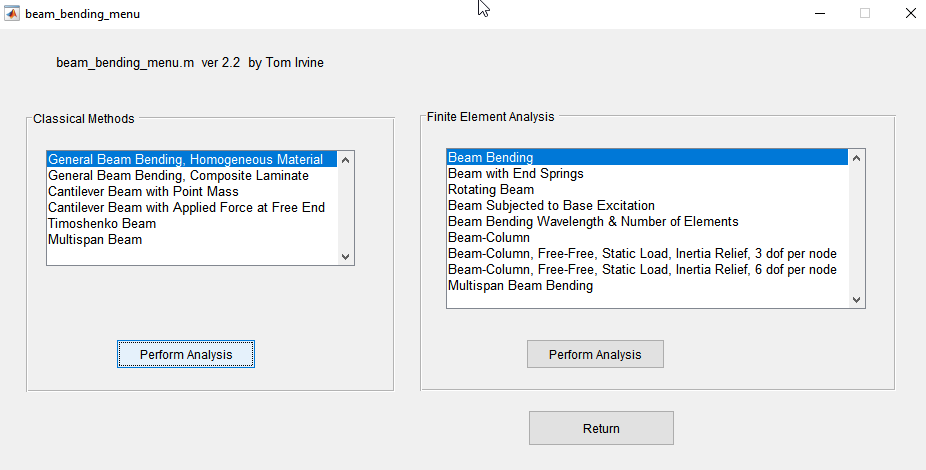 beam_bending_menu
beam_bending_menu.m  ver 2.2  by Tom Irvine
Classical Methods
General Beam Bending, Homogeneous Material
General Beam Bending, Composite Laminate
Cantilever Beam with Point Mass
Cantilever Beam with Applied Force at Free End
Timoshenko Beam
Multispan Beam
Perform Analysis
Finite Element Analysis
Beam Bending
Beam with End Springs
Rotating Beam
Beam Subjected to Base Excitation
Beam Bending Wavelength & Number of Elements
Beam-Column
Beam-Column, Free-Free, Static Load, Inertia Relief, 3 dof per node
Beam-Column, Free-Free, Static Load, Inertia Relief, 6 dof per node
Multispan Beam Bending
Perform Analysis
Return